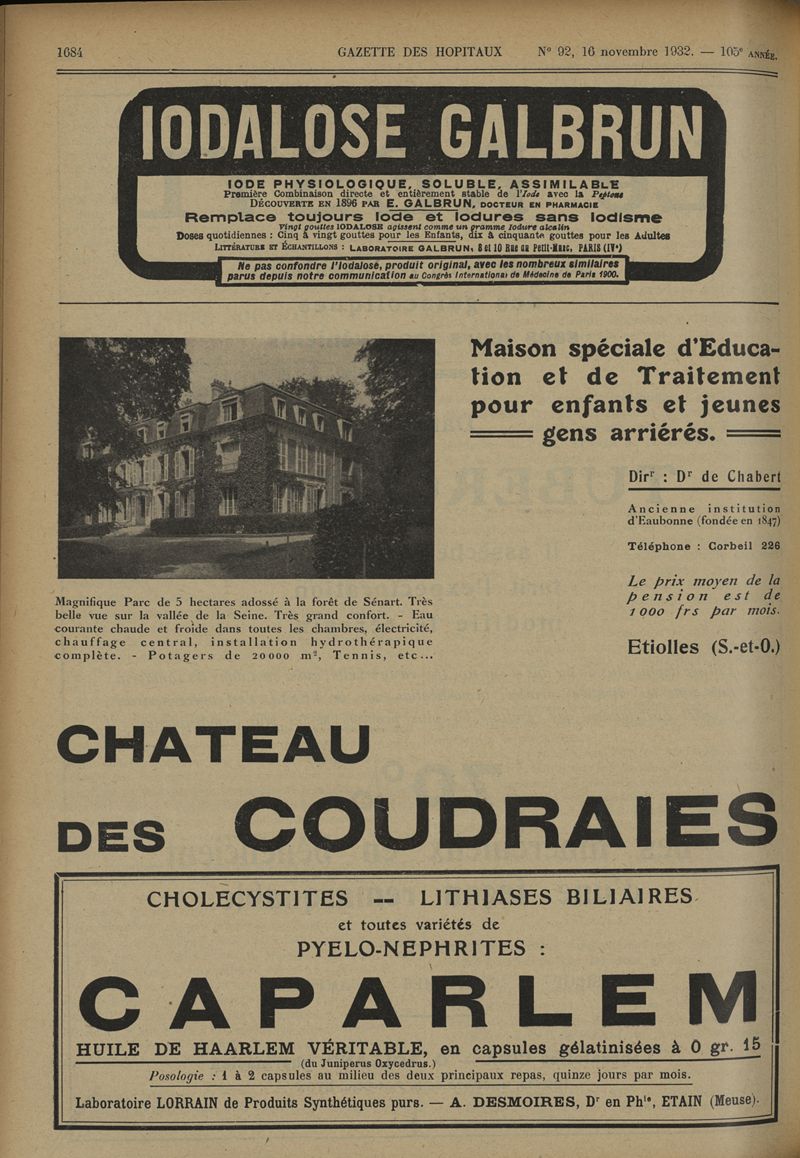 1684 GAZETTE DES HOPITAUX N° 92, 16 novembre 1932. — 105e ANNÉE.
IODALOSE GALBRUN
IODE PHYSIOLOGIQUE, SOLUBLE, ASSIMILABLE
Première Combinaison directe et entièrement stable de l'Iode avec la Peptone
DÉCOUVERTE EN 1896 PAR E. GALBRUN, DOCTEUR EN PHARMACIE
Remplace toujours Iode et Iodures sans Iodisme
Vingt gouttes IODALOSE agissent comme un gramme Iodure alcalin
Doses quotidiennes : Cinq à vingt gouttes pour les Enfants, dix à cinquante gouttes pour les Adultes
LITTÉRATURE ET ÉCHANTILLONS : LABORATOIRE GALBRUN, 8 et 10 Rue du Petit-Musc, PARIS (IVe)
Ne pas confondre l'Iodalose, produit original, avec les nombreux similaires
parus depuis notre communication au Congrès International de Médecine de Paris 1900.
Maison spéciale d'Educa-
tion et de Traitement
pour enfants et jeunes
gens arriérés.
Dirr : Dr de Chabert
Ancienne institution
d'Eaubonne (fondée en 1847)
Téléphone : Corbeil 226
Le prix moyen de la
pension est de
1000 frs par mois.
Etiolles (S.-et-O.)
Magnifique Parc de 5 hectares adossé à la forêt de Sénart. Très
belle vue sur la vallée de la Seine. Très grand confort. - Eau
courante chaude et froide dans toutes les chambres, électricité,
chauffage central, installation hydrothérapique
complète. - Potagers de 20000 m², Tennis, etc...
CHATEAU
DES COUDRAIES
CHOLECYSTITES -- LITHIASES BILIAIRES
et toutes variétés de
PYELO-NEPHRITES :
CAPARLEM
HUILE DE HAARLEM VÉRITABLE, en capsules gélatinisées à 0 gr. 15
(du Juniperus Oxycedrus.)
Posologie : 1 à 2 capsules au milieu des deux principaux repas, quinze jours par mois.
Laboratoire LORRAIN de Produits Synthétiques purs. — A. DESMOIRES, Dr en Phie, ETAIN (Meuse).